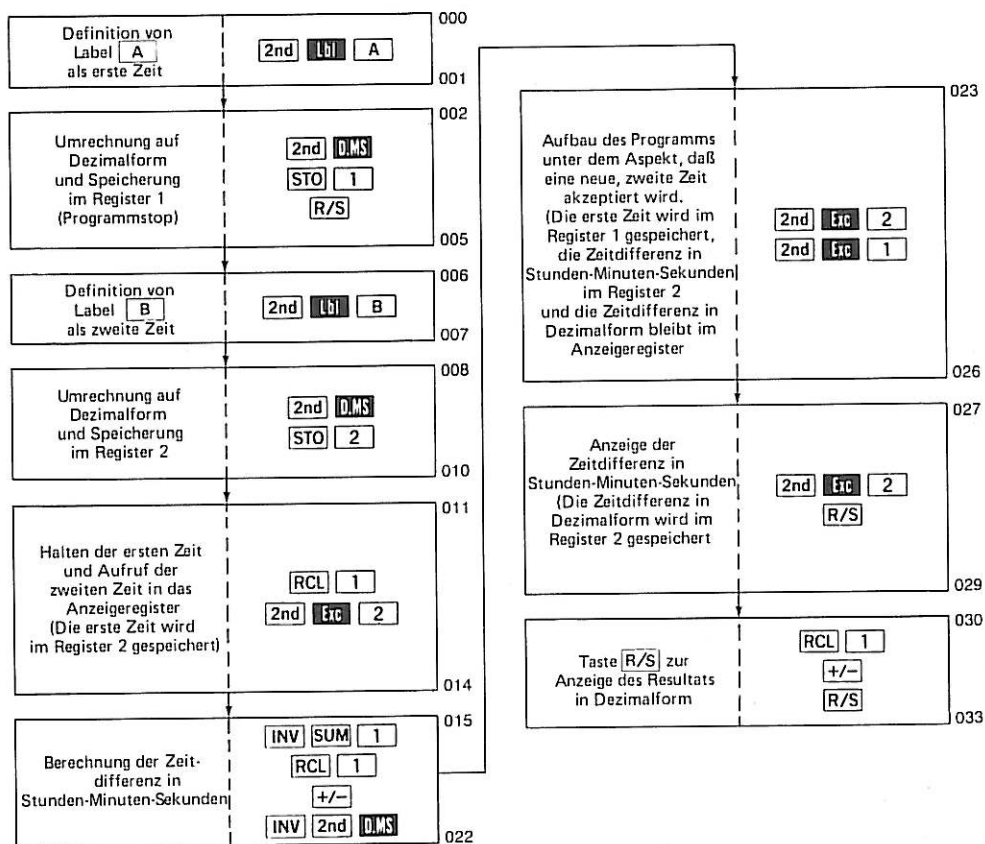 000
Definition von
Label A
als erste Zeit
2nd Lbl A
001
002
Umrechnung auf
Dezimalform
und Speicherung
im Register 1
(Programmstop)
2nd D.MS
STO 1
R/S
005
006
Definition von
Label B
als zweite Zeit
2nd Lbl B
007
008
Umrechnung auf
Dezimalform
und Speicherung
im Register 2
2nd D.MS
STO 2
010
011
Halten der ersten Zeit
und Aufruf der
zweiten Zeit in das
Anzeigeregister
(Die erste Zeit wird
im Register 2 gespeichert)
RCL 1
2nd Exc 2
014
015
Berechnung der Zeit-
differenz in
Stunden-Minuten-Sekunden
INV SUM 1
RCL 1
+/−
INV 2nd D.MS
022
023
Aufbau des Programms
unter dem Aspekt, daß
eine neue, zweite Zeit
akzeptiert wird.
(Die erste Zeit wird im
Register 1 gespeichert,
die Zeitdifferenz in
Stunden-Minuten-Sekunden
im Register 2
und die Zeitdifferenz in
Dezimalform bleibt im
Anzeigeregister
2nd Exc 2
2nd Exc 1
026
027
Anzeige der
Zeitdifferenz in
Stunden-Minuten-Sekunden
(Die Zeitdifferenz in
Dezimalform wird im
Register 2 gespeichert
2nd Exc 2
R/S
029
030
Taste R/S zur
Anzeige des Resultats
in Dezimalform
RCL 1
+/−
R/S
033